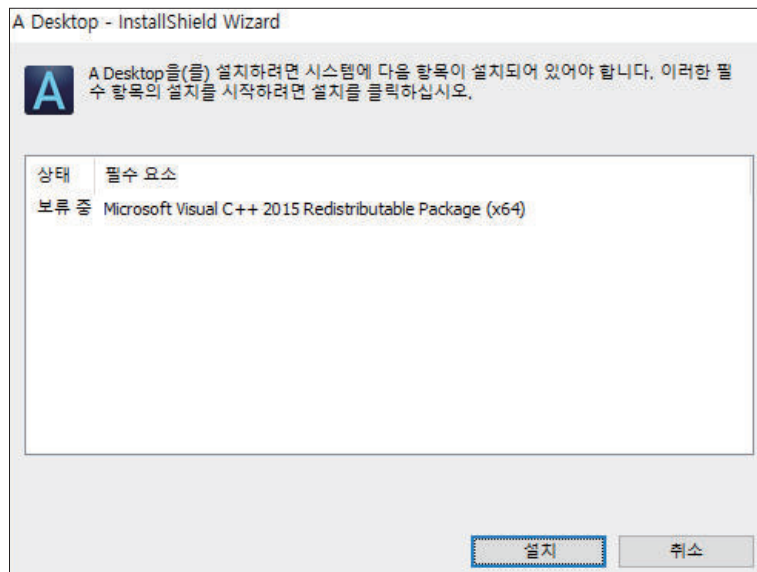 A Desktop - InstallShield Wizard
A
A Desktop을(를) 설치하려면 시스템에 다음 항목이 설치되어 있어야 합니다. 이러한 필
수 항목의 설치를 시작하려면 설치를 클릭하십시오.
상태 필수 요소
보류 중 Microsoft Visual C++ 2015 Redistributable Package (x64)
설치 취소